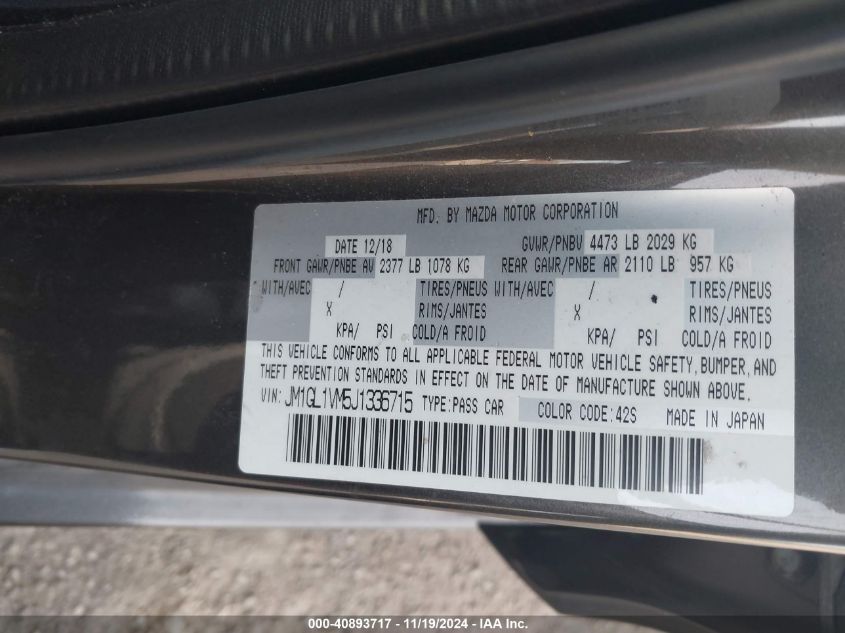 MFD. BY MAZDA MOTOR CORPORATION
DATE 12/18 GVWR/PNBV 4473 LB 2029 KG
FRONT GAWR/PNBE AV 2377 LB 1078 KG REAR GAWR/PNBE AR 2110 LB 957 KG
WITH/AVEC / TIRES/PNEUS WITH/AVEC / TIRES/PNEUS
X RIMS/JANTES X RIMS/JANTES
KPA/ PSI COLD/A FROID KPA/ PSI COLD/A FROID
THIS VEHICLE CONFORMS TO ALL APPLICABLE FEDERAL MOTOR VEHICLE SAFETY, BUMPER, AND
THEFT PREVENTION STANDARDS IN EFFECT ON THE DATE OF MANUFACTURE SHOWN ABOVE.
VIN: JM1GL1VM5J1336715 TYPE: PASS CAR COLOR CODE: 42S MADE IN JAPAN
000-40893717 - 11/19/2024 - IAA Inc.